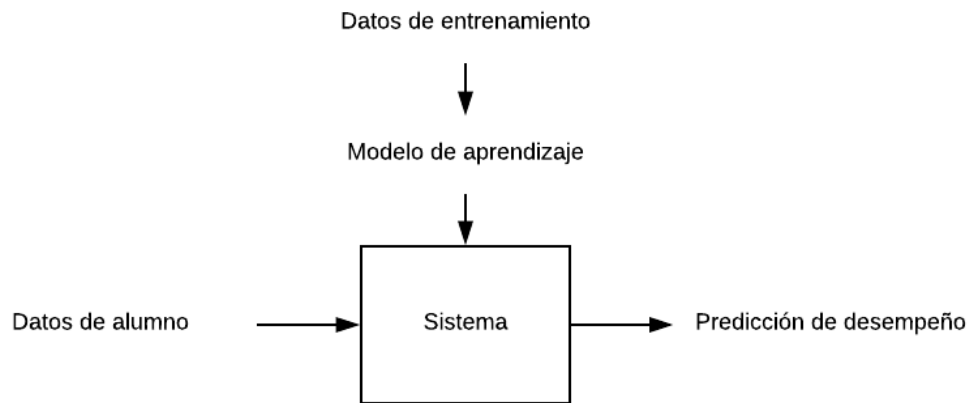 Datos de entrenamiento
Modelo de aprendizaje
Datos de alumno
Sistema
Predicción de desempeño